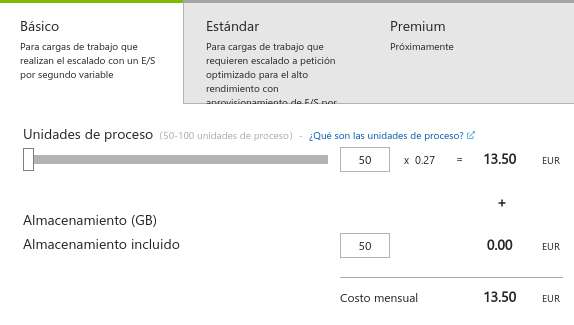 Básico
Para cargas de trabajo que
realizan el escalado con un E/S
por segundo variable
Estándar
Para cargas de trabajo que
requieren escalado a petición
optimizado para el alto
rendimiento con
aprovisionamiento de E/S por
Premium
Próximamente
Unidades de proceso (50-100 unidades de proceso) - ¿Qué son las unidades de proceso?
50 x 0.27 = 13.50 EUR
+
Almacenamiento (GB)
Almacenamiento incluido 50 0.00 EUR
Costo mensual 13.50 EUR